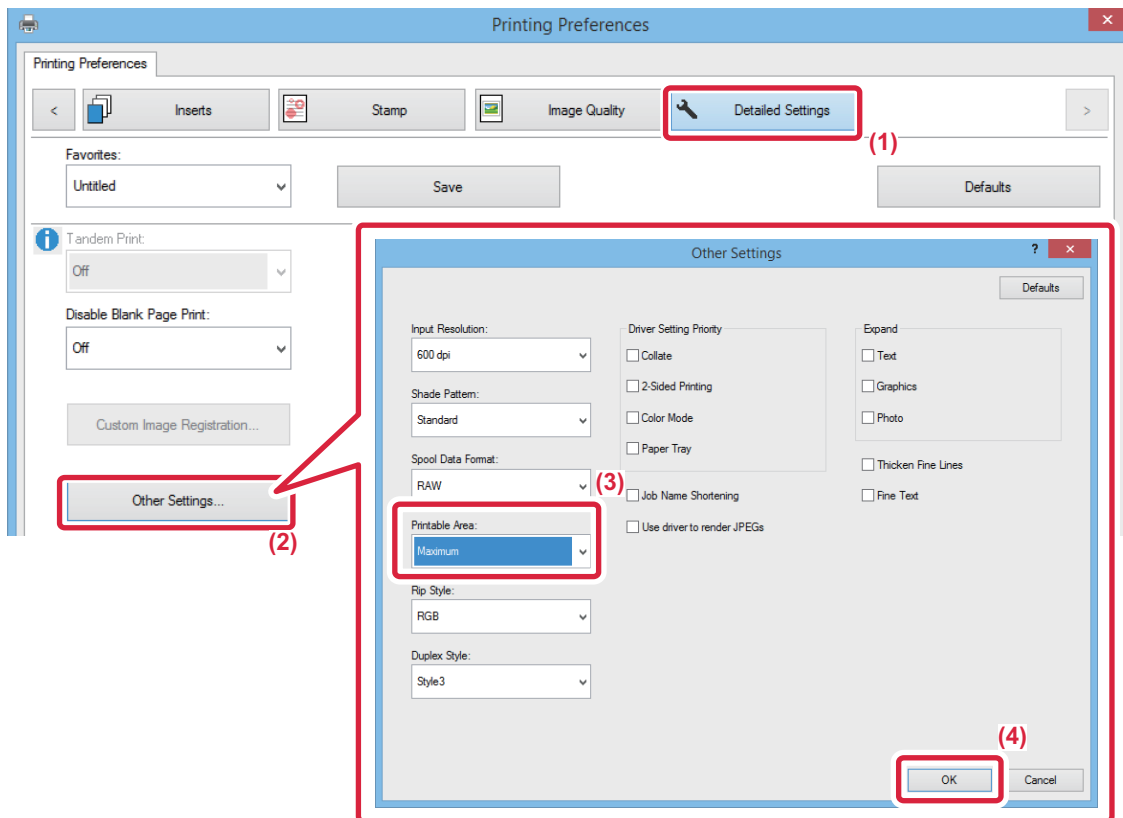 Printing Preferences
×
Printing Preferences
<
Inserts
Stamp
Image Quality
Detailed Settings
>
(1)
Favorites:
Untitled
Save
Defaults
i
Tandem Print:
Off
Disable Blank Page Print:
Off
Custom Image Registration...
Other Settings...
(2)
Other Settings
?
×
Defaults
Input Resolution:
600 dpi
Shade Pattern:
Standard
Spool Data Format:
RAW
(3)
Printable Area:
Maximum
Rip Style:
RGB
Duplex Style:
Style3
Driver Setting Priority
Collate
2-Sided Printing
Color Mode
Paper Tray
Job Name Shortening
Use driver to render JPEGs
Expand
Text
Graphics
Photo
Thicken Fine Lines
Fine Text
(4)
OK
Cancel